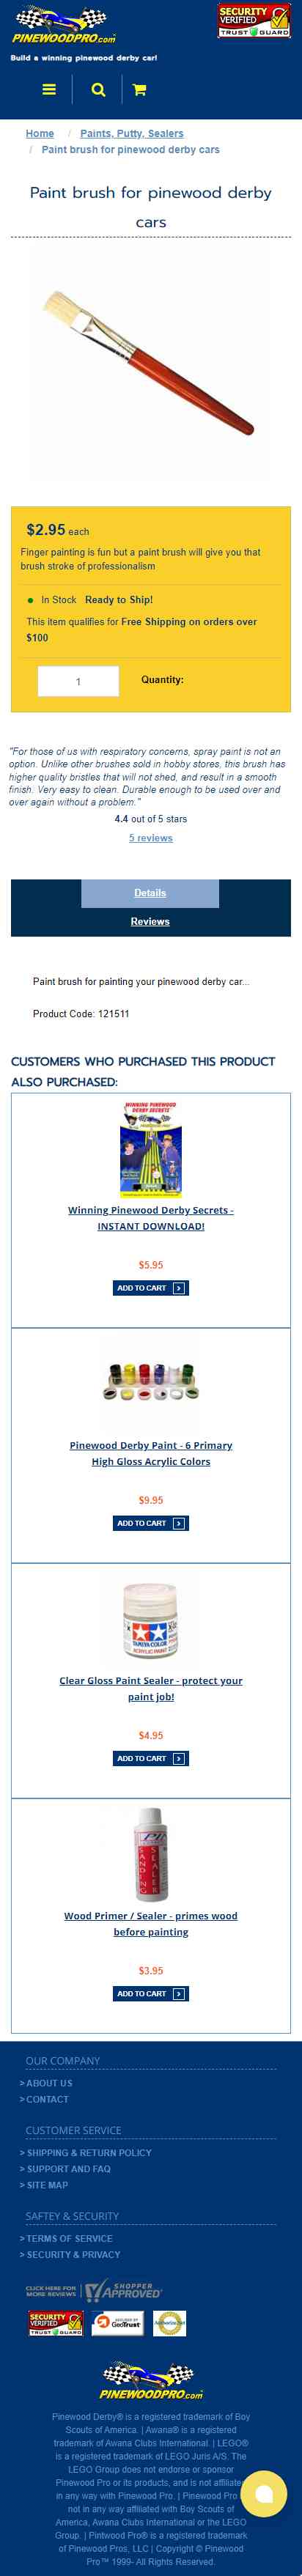 PINEWOODPRO.com
SECURITY
VERIFIED
TRUST GUARD
Build a winning pinewood derby car!
Home / Paints, Putty, Sealers
/ Paint brush for pinewood derby cars
Paint brush for pinewood derby
cars
$2.95 each
Finger painting is fun but a paint brush will give you that
brush stroke of professionalism
In Stock Ready to Ship!
This item qualifies for Free Shipping on orders over
$100
1 Quantity:
"For those of us with respiratory concerns, spray paint is not an
option. Unlike other brushes sold in hobby stores, this brush has
higher quality bristles that will not shed, and result in a smooth
finish. Very easy to clean. Durable enough to be used over and
over again without a problem."
4.4 out of 5 stars
5 reviews
Details
Reviews
Paint brush for painting your pinewood derby car...
Product Code: 121511
CUSTOMERS WHO PURCHASED THIS PRODUCT
ALSO PURCHASED:
WINNING PINEWOOD
DERBY SECRETS
Winning Pinewood Derby Secrets -
INSTANT DOWNLOAD!
$5.95
ADD TO CART
Pinewood Derby Paint - 6 Primary
High Gloss Acrylic Colors
$9.95
ADD TO CART
TAMIYA COLOR
ACRYLIC PAINT
Clear Gloss Paint Sealer - protect your
paint job!
$4.95
ADD TO CART
SANDING
SEALER
Wood Primer / Sealer - primes wood
before painting
$3.95
ADD TO CART
OUR COMPANY
> ABOUT US
> CONTACT
CUSTOMER SERVICE
> SHIPPING & RETURN POLICY
> SUPPORT AND FAQ
> SITE MAP
SAFTEY & SECURITY
> TERMS OF SERVICE
> SECURITY & PRIVACY
CLICK HERE FOR
MORE REVIEWS
SHOPPER
APPROVED
SECURITY
VERIFIED
TRUST GUARD
SECURED BY
GeoTrust
Authorize.Net
PINEWOODPRO.com
Pinewood Derby® is a registered trademark of Boy
Scouts of America. | Awana® is a registered
trademark of Awana Clubs International. | LEGO®
is a registered trademark of LEGO Juris A/S. The
LEGO Group does not endorse or sponsor
Pinewood Pro or its products, and is not affiliated
in any way with Pinewood Pro. | Pinewood Pro
not in any way affiliated with Boy Scouts of
America, Awana Clubs International or the LEGO
Group. | Pintwood Pro® is a registered trademark
of Pinewood Pros, LLC | Copyright © Pinewood
Pro™ 1999- All Rights Reserved.